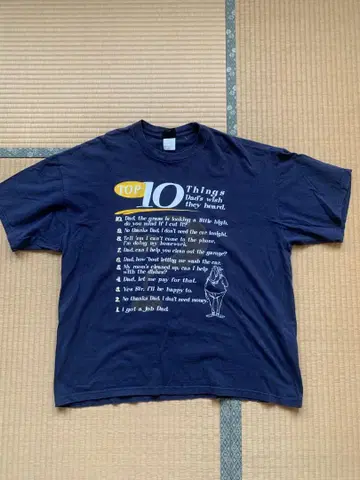 TOP 10 Things
Dad's wish
they heard.
10. Dad, the grass is looking a little high,
do you mind if I cut it?
9. No thanks Dad, I don't need the car tonight.
8. Tell 'em I can't come to the phone,
I'm doing my homework.
7. Dad, can I help you clean out the garage?
6. Dad, how 'bout letting me wash the car.
5. My room's cleaned up, can I help
with the dishes?
4. Dad, let me pay for that.
3. Yes Sir, I'll be happy to.
2. No thanks Dad, I don't need money.
1. I got a Job Dad.